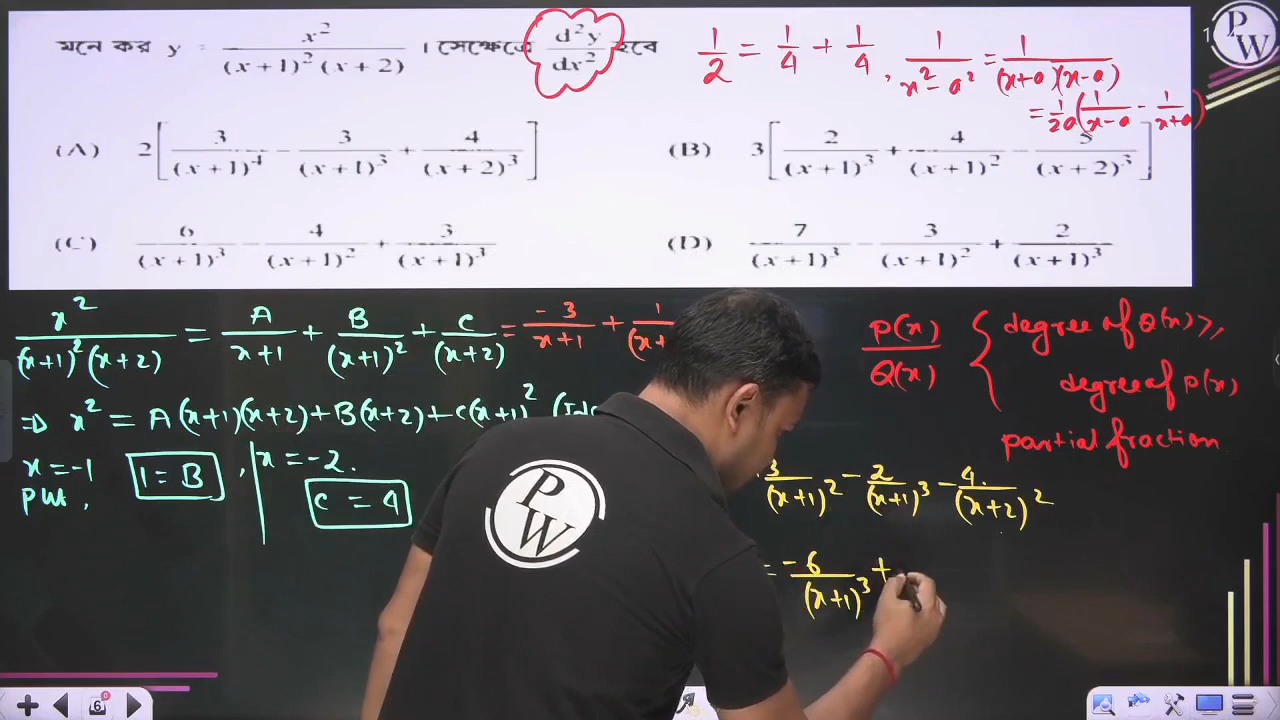 মনে কর y = x²/((x+1)²(x+2)) । সেক্ষেত্রে d²y/dx² হবে
(A) 2[3/(x+1)⁴ − 3/(x+1)³ + 4/(x+2)³]
(B) 3[2/(x+1)³ + 4/(x+1)² − 5/(x+2)³]
(C) 6/(x+1)³ − 4/(x+1)² + 3/(x+1)³
(D) 7/(x+1)³ − 3/(x+1)² + 2/(x+1)³
1/2 = 1/4 + 1/4, 1/(x²−a²) = 1/((x+a)(x−a))
= 1/2a (1/(x−a) − 1/(x+a))
1
PW
x²/((x+1)²(x+2)) = A/(x+1) + B/(x+1)² + C/(x+2) = −3/(x+1) + 1/(x+
⇒ x² = A(x+1)(x+2) + B(x+2) + C(x+1)²
x = −1 put, 1 = B, x = −2. C = 4
P(x)/Q(x) { degree of Q(x) ≥,
degree of P(x)
partial fraction
3/(x+1)² − 2/(x+1)³ − 4/(x+2)²
= −6/(x+1)³ +
PW
6
0